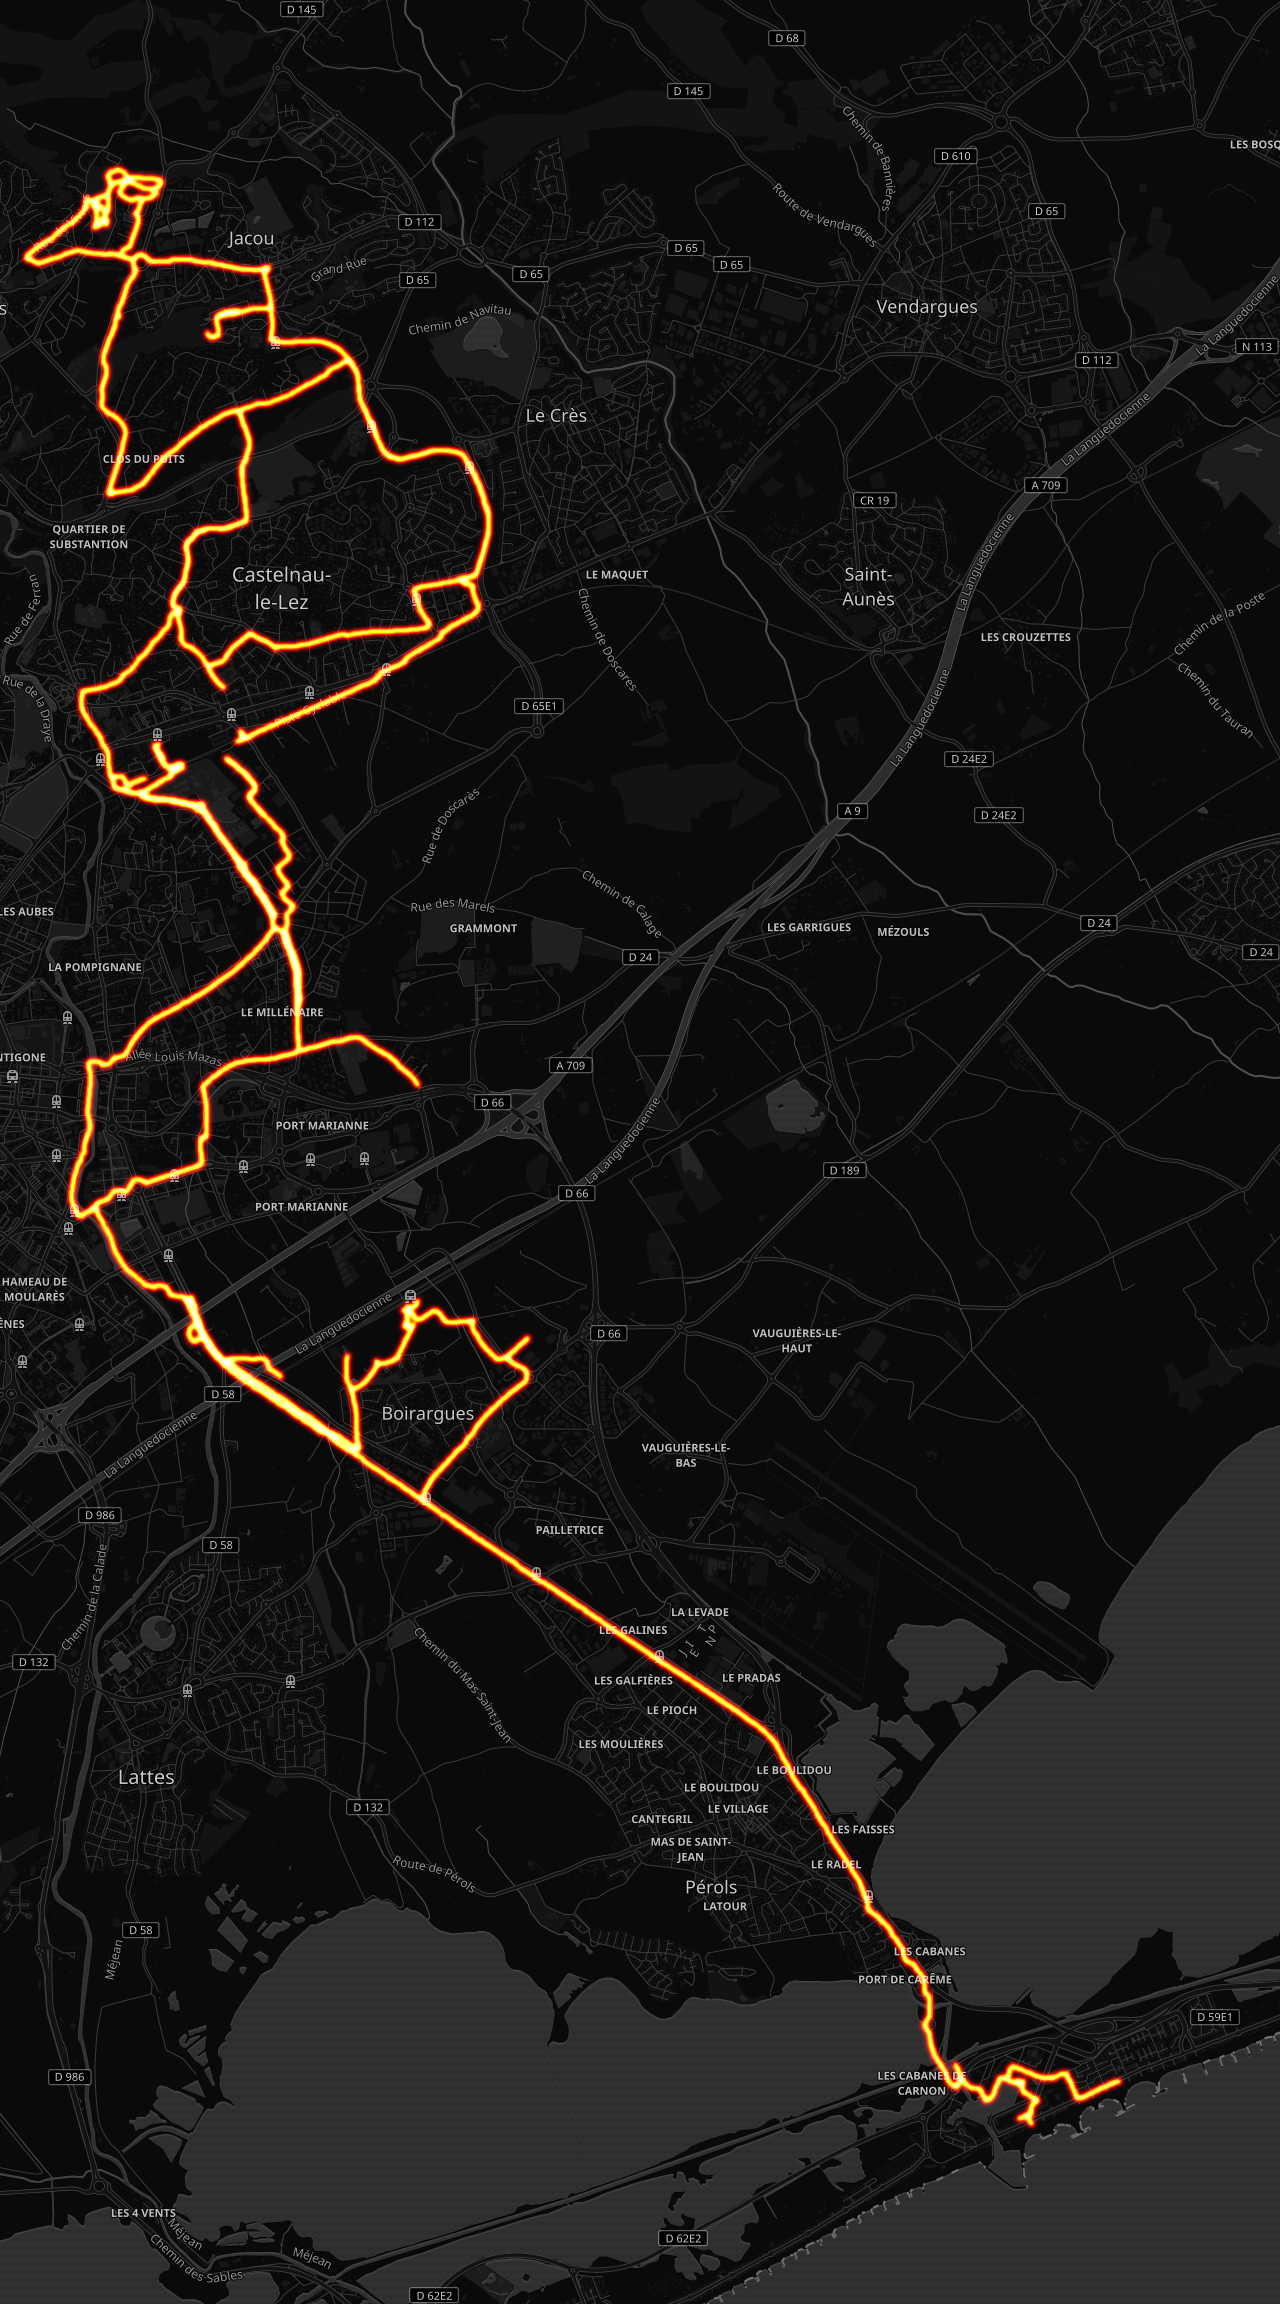 D 145
D 68
D 145
Chemin de Bannières
LES BOSQ
D 610
Route de Vendargues
D 65
D 112
Jacou
D 65
D 65
Grand Rue
D 65
D 65
Vendargues
s
Chemin de Navitau
La Languedocienne
N 113
D 112
Le Crès
La Languedocienne
CLOS DU PUITS
A 709
CR 19
QUARTIER DE
SUBSTANTION
La Languedocienne
Castelnau-
le-Lez
LE MAQUET
Saint-
Aunès
Rue de Ferran
Chemin de Doscares
LES CROUZETTES
Chemin de la Poste
Rue de la Draye
Piste Cyclable
D 65E1
La Languedocienne
Chemin du Tauran
D 24E2
Rue de Doscarès
A 9
D 24E2
Chemin de Calage
LES AUBES
Rue des Marels
GRAMMONT
LES GARRIGUES
MÉZOULS
D 24
D 24
D 24
LA POMPIGNANE
LE MILLÉNAIRE
NTIGONE
Allée Louis Mazas
A 709
D 66
La Languedocienne
PORT MARIANNE
D 189
D 66
PORT MARIANNE
HAMEAU DE
MOULARÈS
La Languedocienne
ÈNES
D 66
VAUGUIÈRES-LE-
HAUT
D 58
Boirargues
La Languedocienne
VAUGUIÈRES-LE-
BAS
D 986
PAILLETRICE
D 58
Chemin de la Calade
LA LEVADE
LES GALINES
Chemin du Mas Saint-Jean
D 132
LES GALFIÈRES
LE PRADAS
LE PIOCH
LES MOULIÈRES
Lattes
LE BOULIDOU
LE BOULIDOU
D 132
LE VILLAGE
CANTEGRIL
LES FAISSES
MAS DE SAINT-
JEAN
LE RADEL
Route de Pérols
Pérols
LATOUR
D 58
Méjean
LES CABANES
PORT DE CARÊME
D 59E1
D 986
LES CABANES DE
CARNON
LES 4 VENTS
Méjean
Chemin des Sables
Méjean
D 62E2
D 62E2